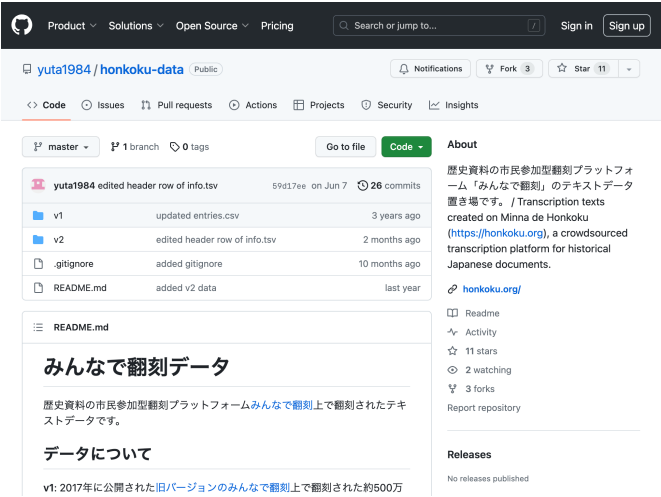 Product Solutions Open Source Pricing Search or jump to... / Sign in Sign up
yuta1984 / honkoku-data Public Notifications Fork 3 Star 11
Code Issues Pull requests Actions Projects Security Insights
master 1 branch 0 tags Go to file Code
yuta1984 edited header row of info.tsv 59d17ee on Jun 7 26 commits
v1 updated entries.csv 3 years ago
v2 edited header row of info.tsv 2 months ago
.gitignore added gitignore 10 months ago
README.md added v2 data last year
README.md
みんなで翻刻データ
歴史資料の市民参加型翻刻プラットフォームみんなで翻刻上で翻刻されたテキ
ストデータです。
データについて
v1: 2017年に公開された旧バージョンのみんなで翻刻上で翻刻された約500万
About
歴史資料の市民参加型翻刻プラットフォ
ーム「みんなで翻刻」のテキストデータ
置き場です。 / Transcription texts
created on Minna de Honkoku
(https://honkoku.org), a crowdsourced
transcription platform for historical
Japanese documents.
honkoku.org/
Readme
Activity
11 stars
2 watching
3 forks
Report repository
Releases
No releases published